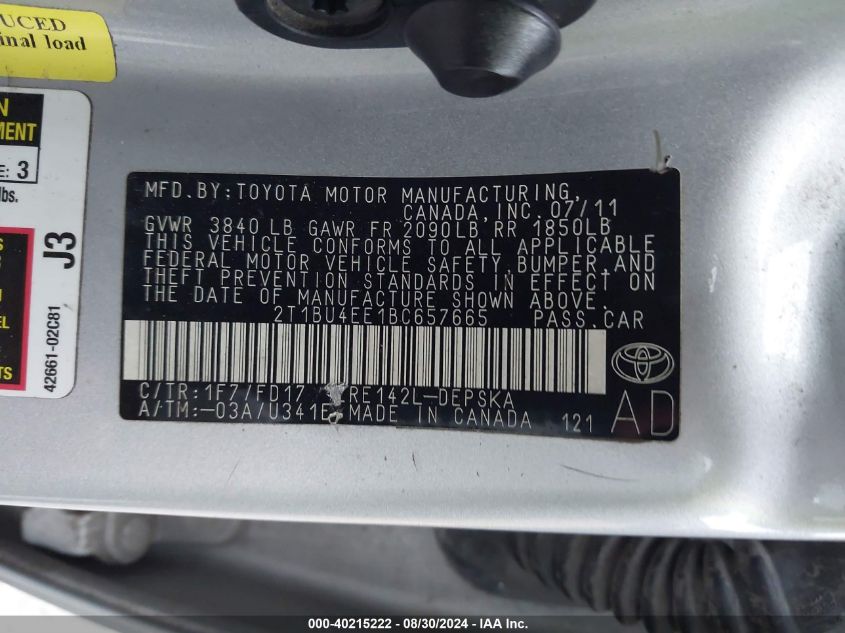 UCED
inal load
N
MENT
E: 3
lbs.
J3
42661-02C81
S
EL
TS
MFD.BY:TOYOTA MOTOR MANUFACTURING,
CANADA,INC.07/11
GVWR 3840 LB GAWR FR 2090LB RR 1850LB
THIS VEHICLE CONFORMS TO ALL APPLICABLE
FEDERAL MOTOR VEHICLE SAFETY,BUMPER,AND
THEFT PREVENTION STANDARDS IN EFFECT ON
THE DATE OF MANUFACTURE SHOWN ABOVE.
2T1BU4EE1BC657665 PASS.CAR
C/TR:1F7/FD17 RE142L-DEPSKA
A/TM:-03A/U341E MADE IN CANADA 121
AD
000-40215222 - 08/30/2024 - IAA Inc.